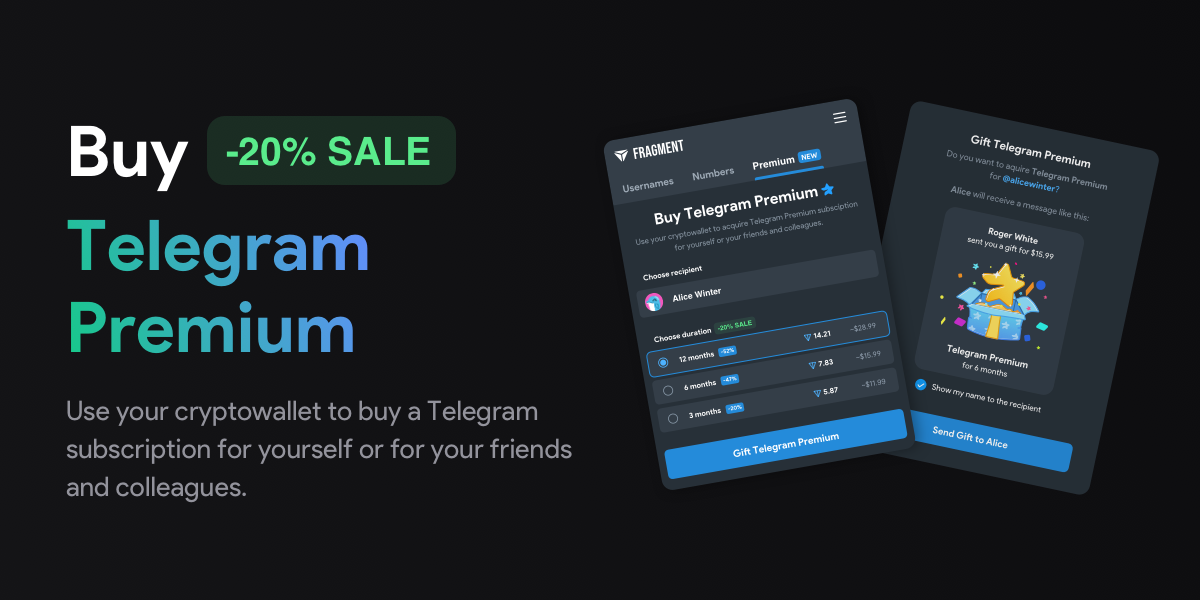 Buy -20% SALE
Telegram
Premium
Use your cryptowallet to buy a Telegram
subscription for yourself or for your friends
and colleagues.
FRAGMENT
Usernames Numbers Premium NEW
Buy Telegram Premium
Use your cryptowallet to acquire Telegram Premium subsciption
for yourself or your friends and colleagues.
Choose recipient
Alice Winter
Choose duration -20% SALE
12 months -52% 14.21 ~$28.99
6 months -47% 7.83 ~$15.99
3 months -20% 5.87 ~$11.99
Gift Telegram Premium
Gift Telegram Premium
Do you want to aquire Telegram Premium
for @alicewinter?
Alice will receive a message like this:
Roger White
sent you a gift for $15.99
Telegram Premium
for 6 months
Show my name to the recipient
Send Gift to Alice